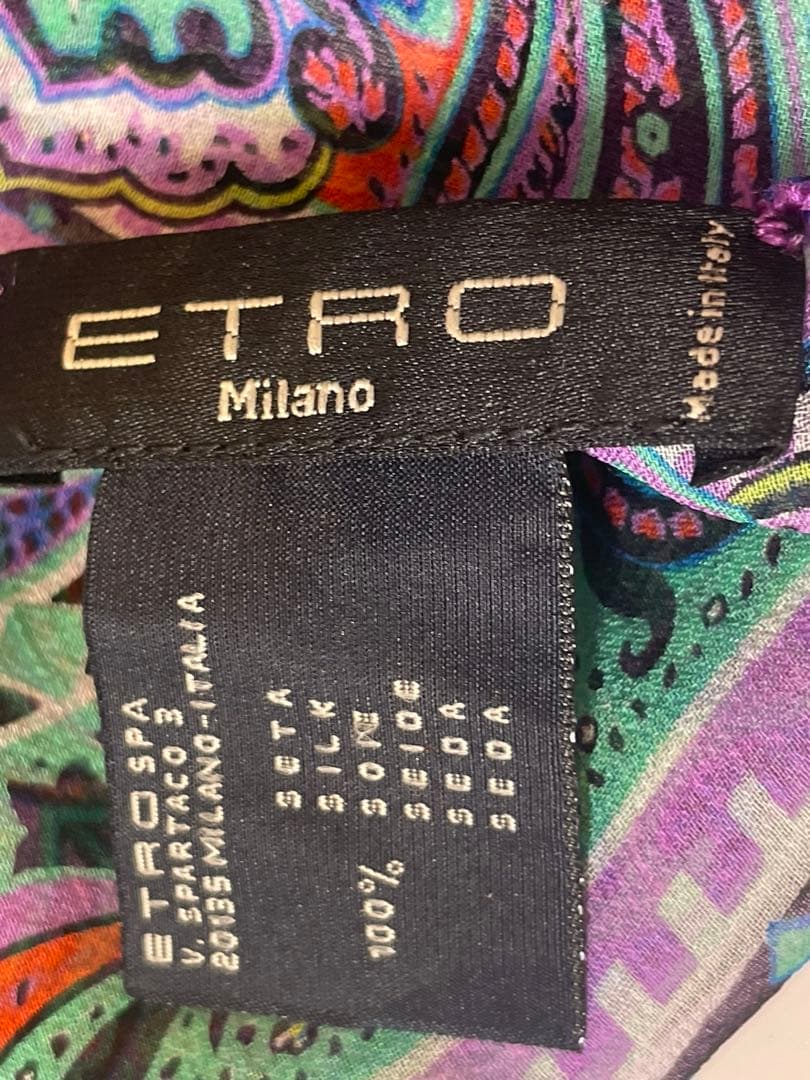 ETRO
Milano
Made in Italy
ETRO SPA
V. SPARTACO 3
20135 MILANO-ITALIA
SETA
SILK
100% SOIE
SEIDE
SEDA
SEDA